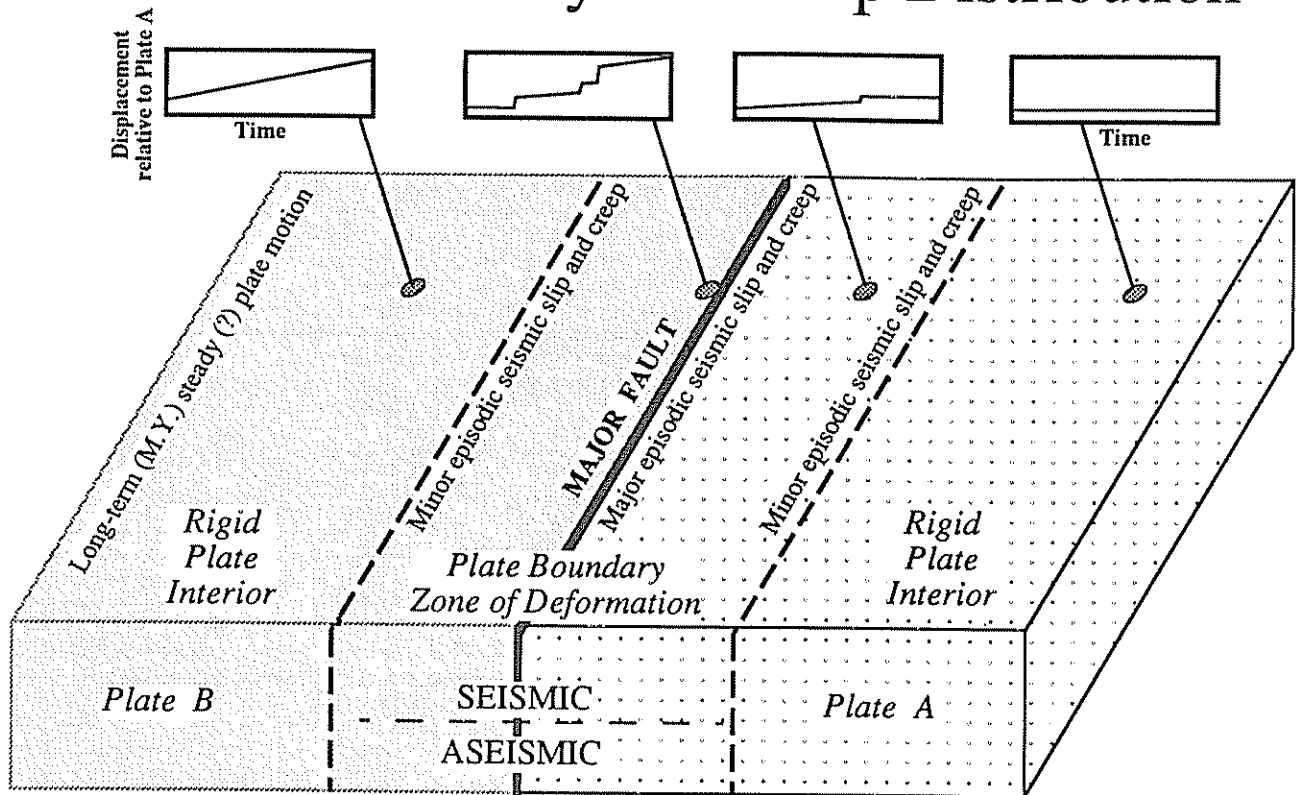 Displacement
relative to Plate A
Time
Time
Long-term (M.Y.) steady (?) plate motion
Minor episodic seismic slip and creep
MAJOR FAULT
Major episodic seismic slip and creep
Minor episodic seismic slip and creep
Rigid
Plate
Interior
Plate Boundary
Zone of Deformation
Rigid
Plate
Interior
Plate B
SEISMIC
ASEISMIC
Plate A